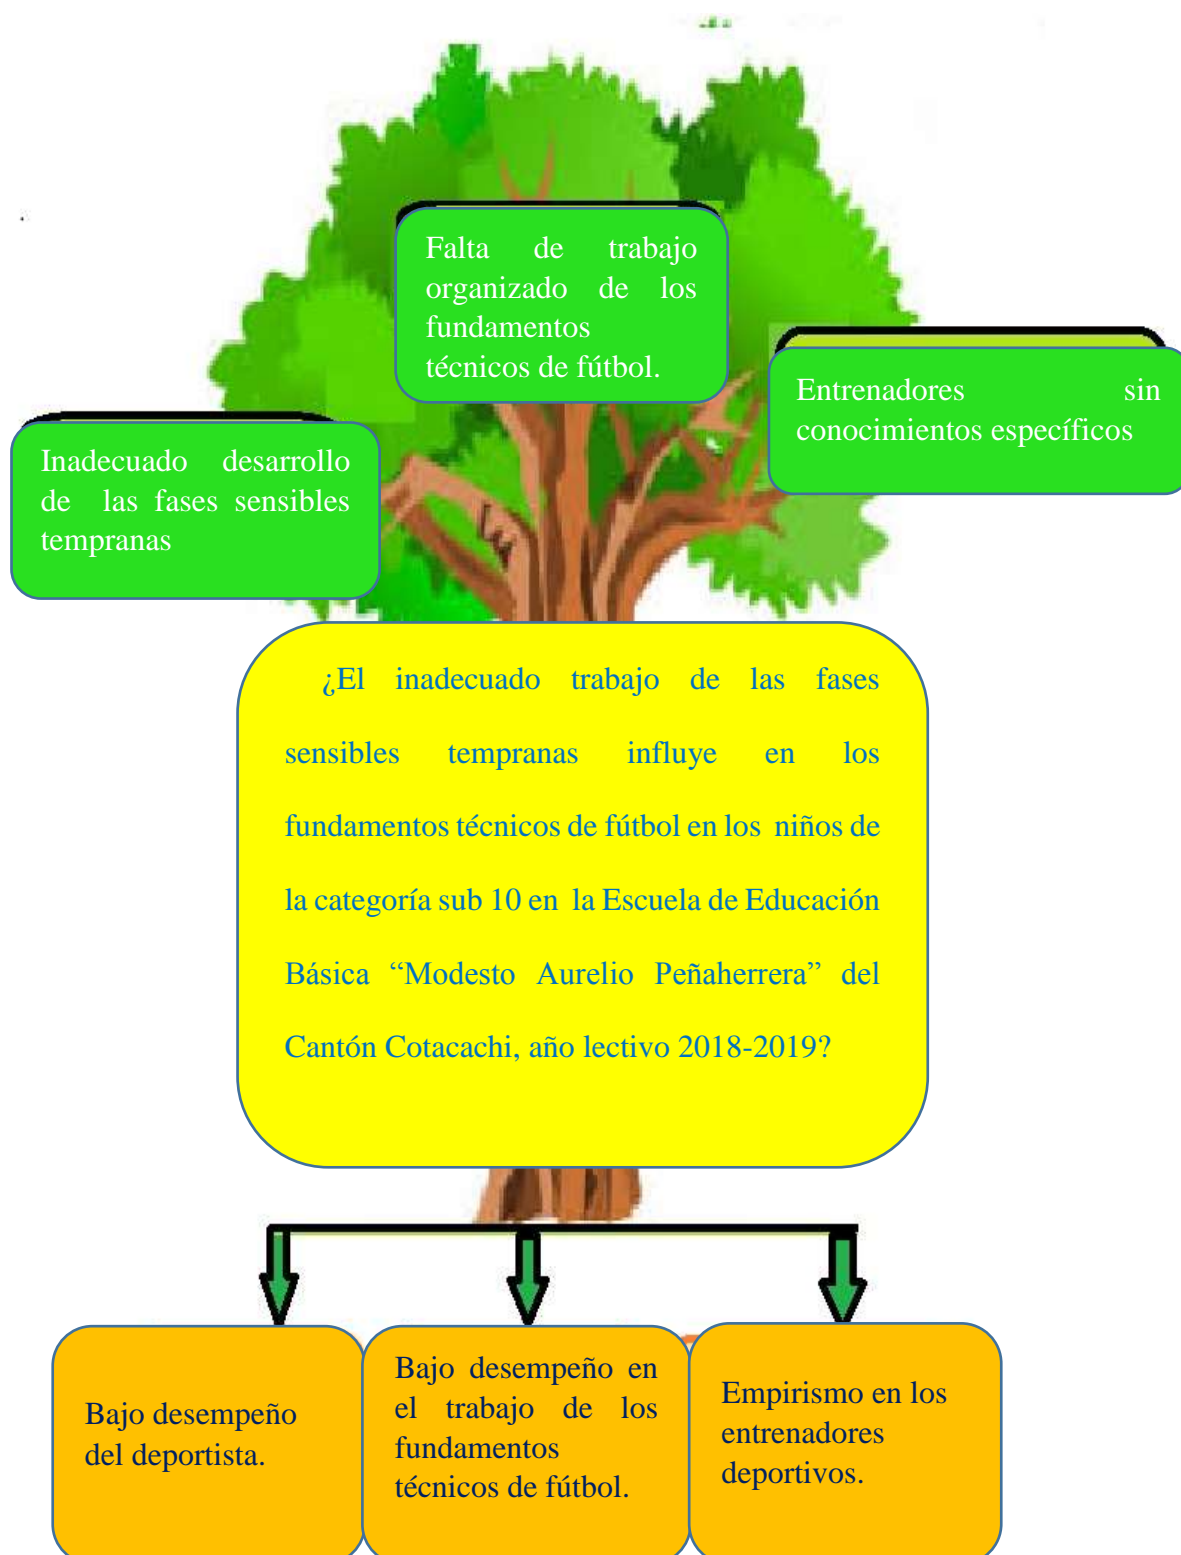 Falta de trabajo
organizado de los
fundamentos
técnicos de fútbol.
Entrenadores sin
conocimientos específicos
Inadecuado desarrollo
de las fases sensibles
tempranas
¿El inadecuado trabajo de las fases
sensibles tempranas influye en los
fundamentos técnicos de fútbol en los niños de
la categoría sub 10 en la Escuela de Educación
Básica “Modesto Aurelio Peñaherrera” del
Cantón Cotacachi, año lectivo 2018-2019?
Bajo desempeño
del deportista.
Bajo desempeño en
el trabajo de los
fundamentos
técnicos de fútbol.
Empirismo en los
entrenadores
deportivos.